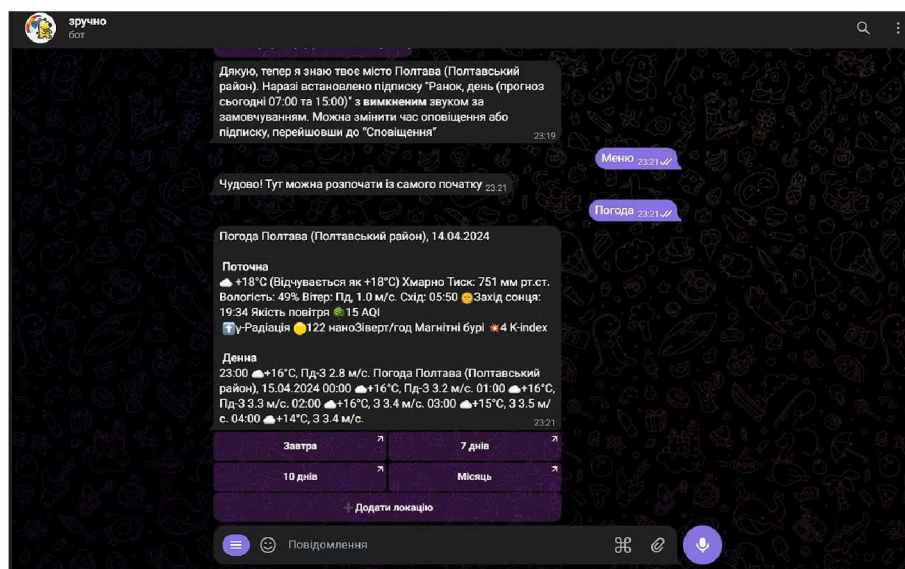 зручно
бот
Дякую, тепер я знаю твоє місто Полтава (Полтавський
район). Наразі встановлено підписку "Ранок, день (прогноз
сьогодні 07:00 та 15:00)" з вимкненим звуком за
замовчуванням. Можна змінити час оповіщення або
підписку, перейшовши до "Сповіщення"
23:19
Меню 23:21
Чудово! Тут можна розпочати із самого початку 23:21
Погода 23:21
Погода Полтава (Полтавський район), 14.04.2024
Поточна
+18°C (Відчувається як +18°C) Хмарно Тиск: 751 мм рт.ст.
Вологість: 49% Вітер: Пд, 1.0 м/с. Схід: 05:50 Захід сонця:
19:34 Якість повітря 15 AQI
γ-Радіація 122 наноЗіверт/год Магнітні бурі 4 K-index
Денна
23:00 +16°C, Пд-З 2.8 м/с. Погода Полтава (Полтавський
район), 15.04.2024 00:00 +16°C, Пд-З 3.2 м/с. 01:00 +16°C,
Пд-З 3.3 м/с. 02:00 +16°C, З 3.4 м/с. 03:00 +15°C, З 3.5 м/
с. 04:00 +14°C, З 3.4 м/с.
23:21
Завтра
7 днів
10 днів
Місяць
Додати локацію
Повідомлення